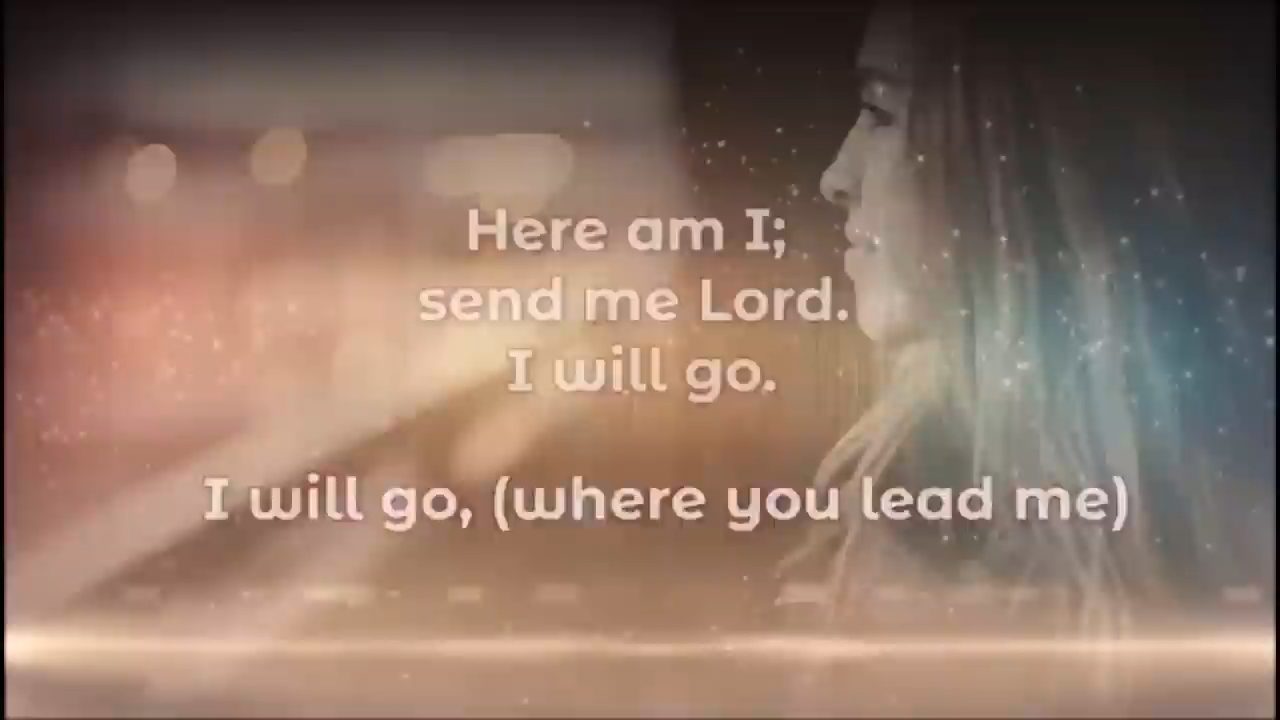 Here am I;
send me Lord.
I will go.
I will go, (where you lead me)